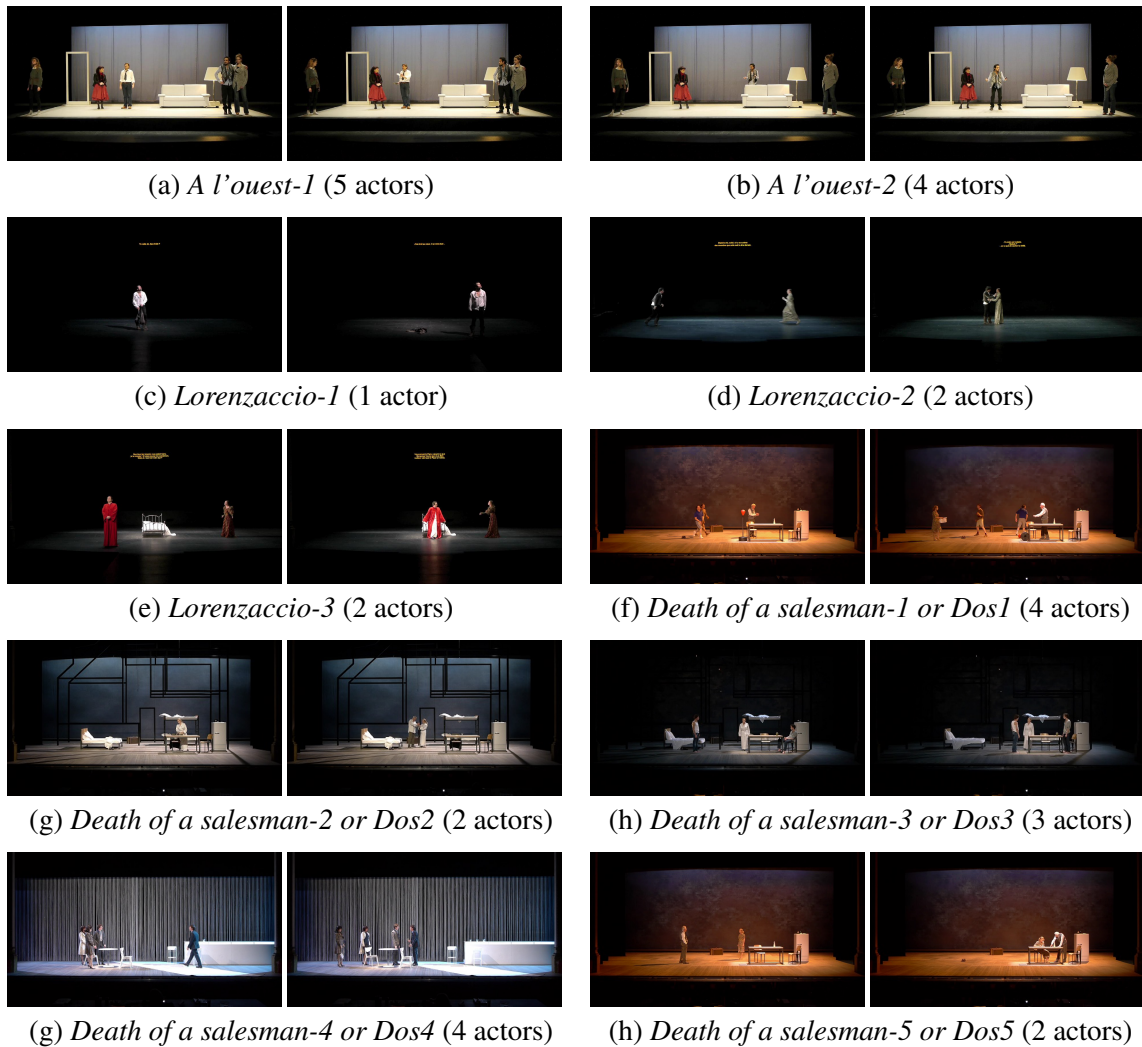 (a) A l’ouest-1 (5 actors)
(b) A l’ouest-2 (4 actors)
(c) Lorenzaccio-1 (1 actor)
(d) Lorenzaccio-2 (2 actors)
(e) Lorenzaccio-3 (2 actors)
(f) Death of a salesman-1 or Dos1 (4 actors)
(g) Death of a salesman-2 or Dos2 (2 actors)
(h) Death of a salesman-3 or Dos3 (3 actors)
(g) Death of a salesman-4 or Dos4 (4 actors)
(h) Death of a salesman-5 or Dos5 (2 actors)